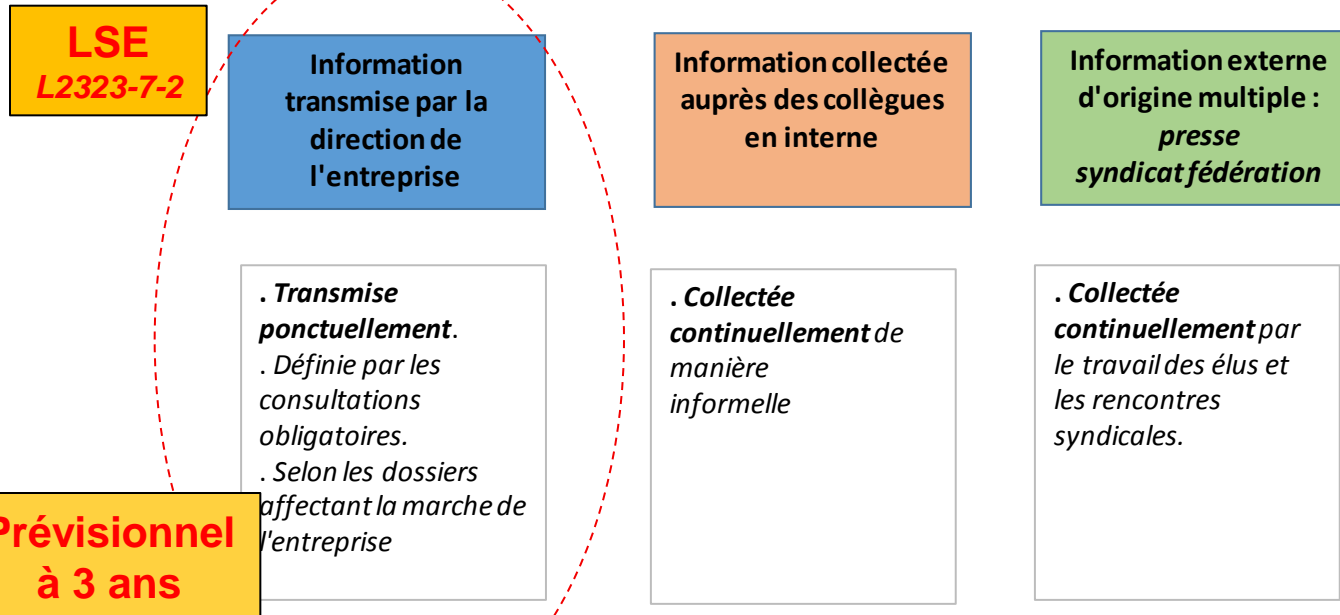 LSE
L2323-7-2
Information
transmise par la
direction de
l'entreprise
Information collectée
auprès des collègues
en interne
Information externe
d'origine multiple :
presse
syndicat fédération
. Transmise
ponctuellement.
. Définie par les
consultations
obligatoires.
. Selon les dossiers
affectant la marche de
l'entreprise
. Collectée
continuellement de
manière
informelle
. Collectée
continuellement par
le travail des élus et
les rencontres
syndicales.
Prévisionnel
à 3 ans